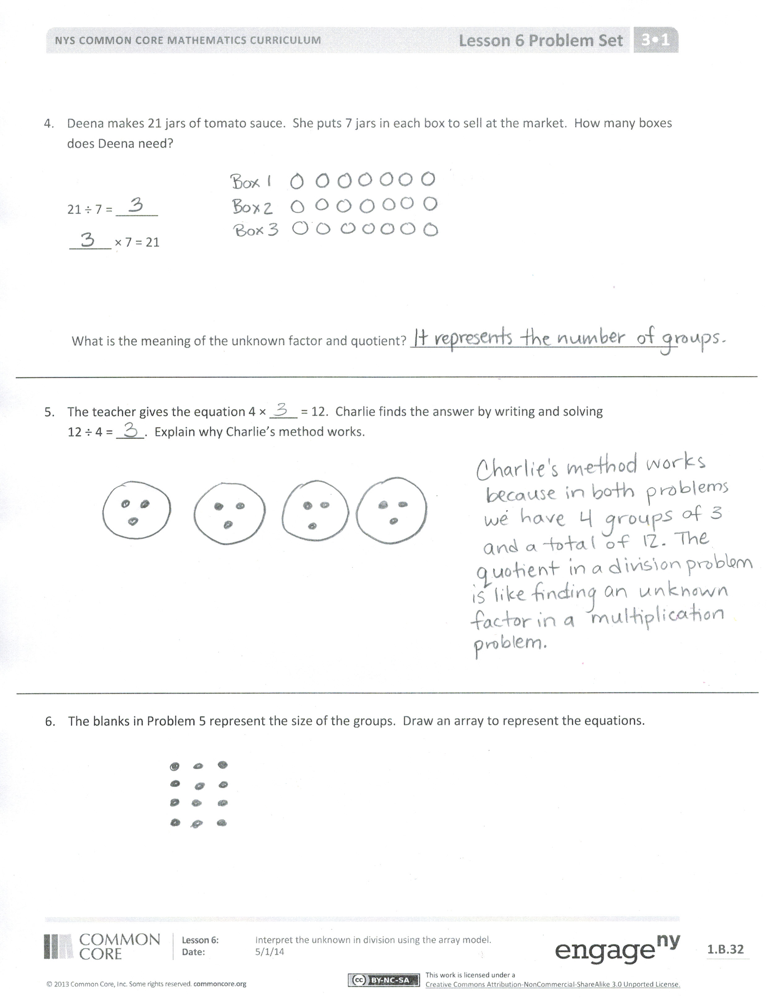 NYS COMMON CORE MATHEMATICS CURRICULUM Lesson 6 Problem Set 3•1
4. Deena makes 21 jars of tomato sauce. She puts 7 jars in each box to sell at the market. How many boxes
does Deena need?
Box 1
21 ÷ 7 = 3
Box 2
Box 3
3 × 7 = 21
What is the meaning of the unknown factor and quotient? It represents the number of groups.
5. The teacher gives the equation 4 × 3 = 12. Charlie finds the answer by writing and solving
12 ÷ 4 = 3. Explain why Charlie's method works.
Charlie's method works
because in both problems
we have 4 groups of 3
and a total of 12. The
quotient in a division problem
is like finding an unknown
factor in a multiplication
problem.
6. The blanks in Problem 5 represent the size of the groups. Draw an array to represent the equations.
COMMON
CORE
Lesson 6: Interpret the unknown in division using the array model.
Date: 5/1/14
engage ny
1.B.32
© 2013 Common Core, Inc. Some rights reserved. commoncore.org
cc BY-NC-SA
This work is licensed under a
Creative Commons Attribution-NonCommercial-ShareAlike 3.0 Unported License.